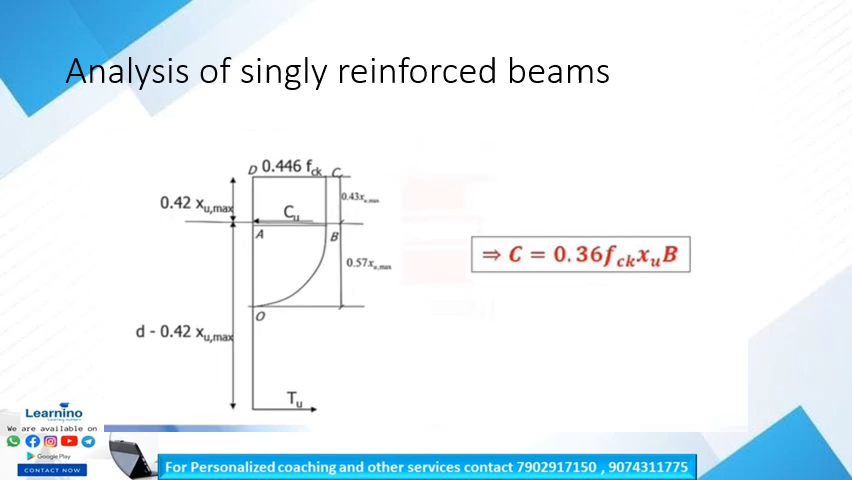 Analysis of singly reinforced beams
D 0.446 fck C
0.42 xu,max
0.43xu,max
Cu
A
B
⇒ C = 0.36fckxuB
0.57xu,max
O
d - 0.42 xu,max
Tu
Learnino
We are available on
Google Play
CONTACT NOW
For Personalized coaching and other services contact 7902917150 , 9074311775